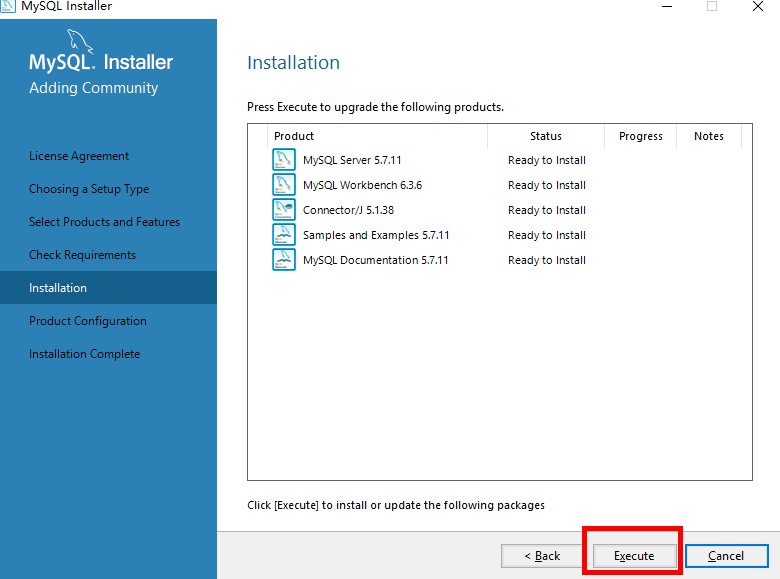 MySQL Installer
MySQL. Installer
Adding Community
License Agreement
Choosing a Setup Type
Select Products and Features
Check Requirements
Installation
Product Configuration
Installation Complete
Installation
Press Execute to upgrade the following products.
Product Status Progress Notes
MySQL Server 5.7.11 Ready to Install
MySQL Workbench 6.3.6 Ready to Install
Connector/J 5.1.38 Ready to Install
Samples and Examples 5.7.11 Ready to Install
MySQL Documentation 5.7.11 Ready to Install
Click [Execute] to install or update the following packages
< Back Execute Cancel